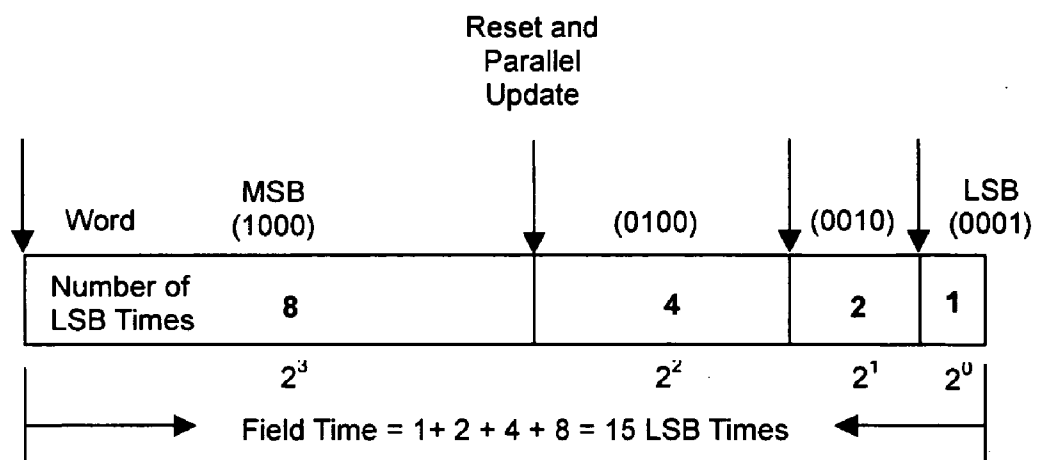 Reset and
Parallel
Update
Word MSB (1000) (0100) (0010) LSB (0001)
Number of
LSB Times
8 4 2 1
2³ 2² 2¹ 2⁰
Field Time = 1+ 2 + 4 + 8 = 15 LSB Times